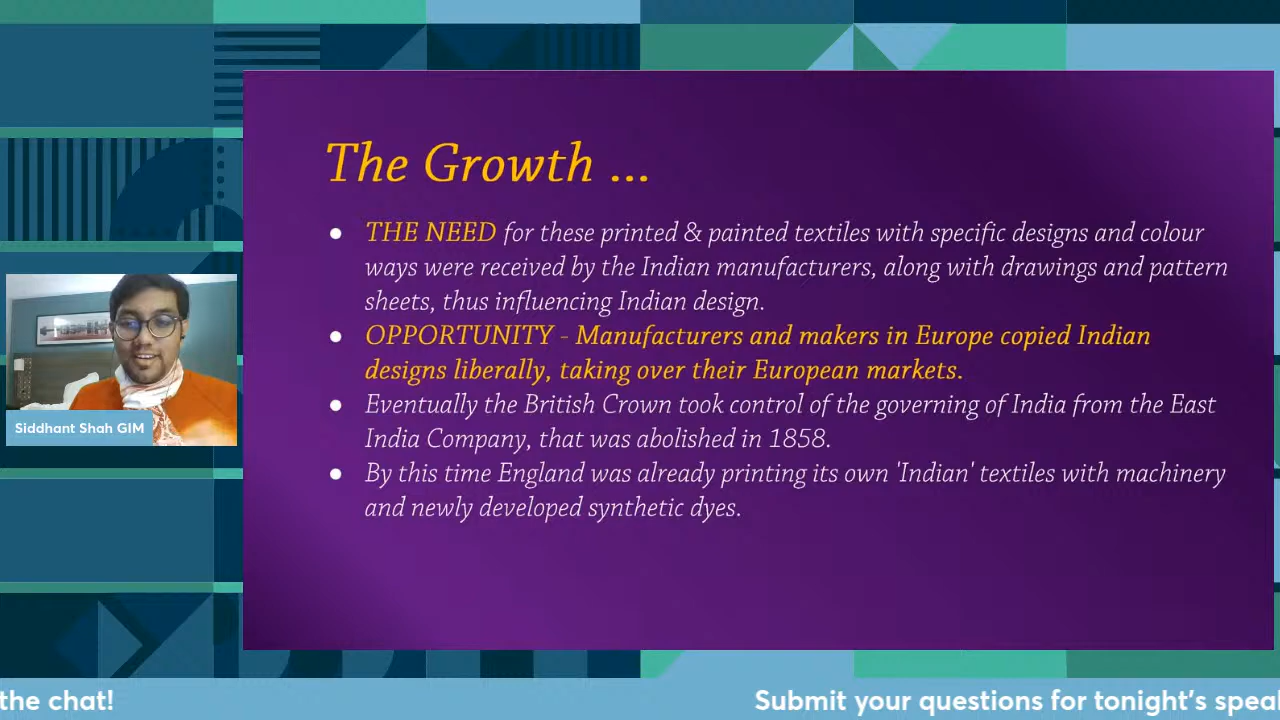 The Growth ...
● THE NEED for these printed & painted textiles with specific designs and colour
ways were received by the Indian manufacturers, along with drawings and pattern
sheets, thus influencing Indian design.
● OPPORTUNITY - Manufacturers and makers in Europe copied Indian
designs liberally, taking over their European markets.
● Eventually the British Crown took control of the governing of India from the East
India Company, that was abolished in 1858.
● By this time England was already printing its own 'Indian' textiles with machinery
and newly developed synthetic dyes.
Siddhant Shah GIM
the chat! Submit your questions for tonight's